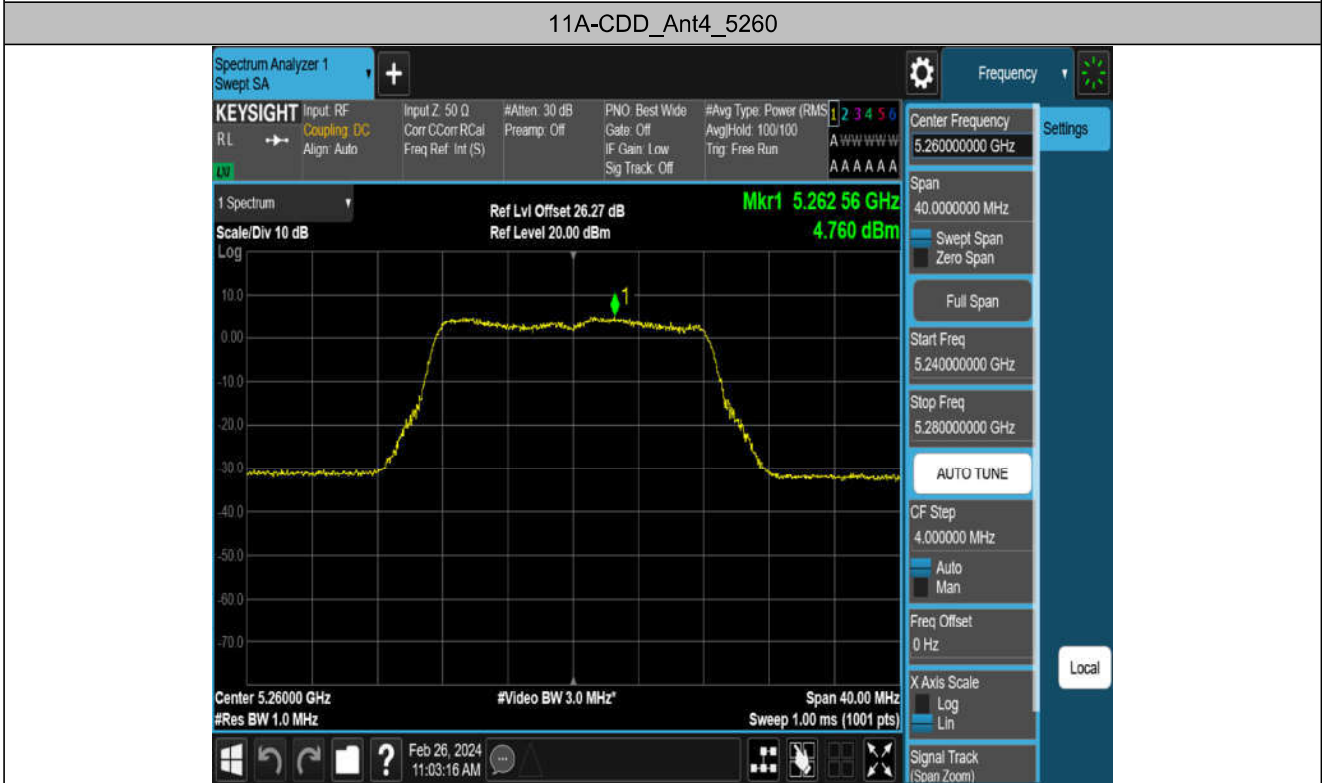 11A-CDD_Ant4_5260
Spectrum Analyzer 1
Swept SA
+
Frequency
KEYSIGHT
R L
LXI
Input: RF
Coupling: DC
Align: Auto
Input Z: 50 Ω
Corr CCorr RCal
Freq Ref: Int (S)
#Atten: 30 dB
Preamp: Off
PNO: Best Wide
Gate: Off
IF Gain: Low
Sig Track: Off
#Avg Type: Power (RMS
Avg|Hold: 100/100
Trig: Free Run
1 2 3 4 5 6
A W W W W W
A A A A A A
1 Spectrum
Scale/Div 10 dB
Ref Lvl Offset 26.27 dB
Ref Level 20.00 dBm
Mkr1 5.262 56 GHz
4.760 dBm
Log
1
10.0
0.00
-10.0
-20.0
-30.0
-40.0
-50.0
-60.0
-70.0
Center 5.26000 GHz
#Res BW 1.0 MHz
#Video BW 3.0 MHz*
Span 40.00 MHz
Sweep 1.00 ms (1001 pts)
?
Feb 26, 2024
11:03:16 AM
Center Frequency
5.260000000 GHz
Settings
Span
40.0000000 MHz
Swept Span
Zero Span
Full Span
Start Freq
5.240000000 GHz
Stop Freq
5.280000000 GHz
AUTO TUNE
CF Step
4.000000 MHz
Auto
Man
Freq Offset
0 Hz
X Axis Scale
Log
Lin
Local
Signal Track
(Span Zoom)